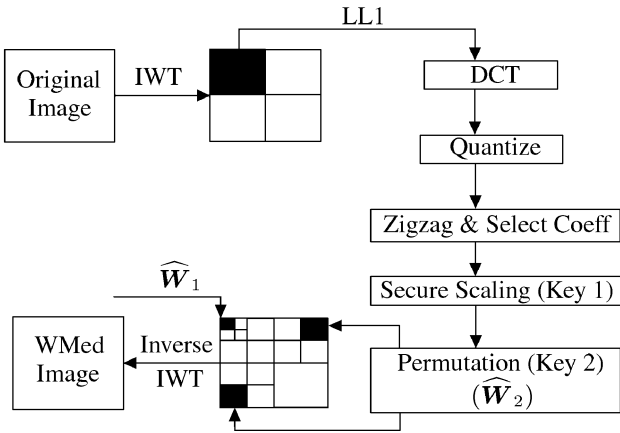 LL1
Original
Image
IWT
DCT
Quantize
Zigzag & Select Coeff
Secure Scaling (Key 1)
Permutation (Key 2)
(Ŵ₂)
Ŵ₁
WMed
Image
Inverse
IWT